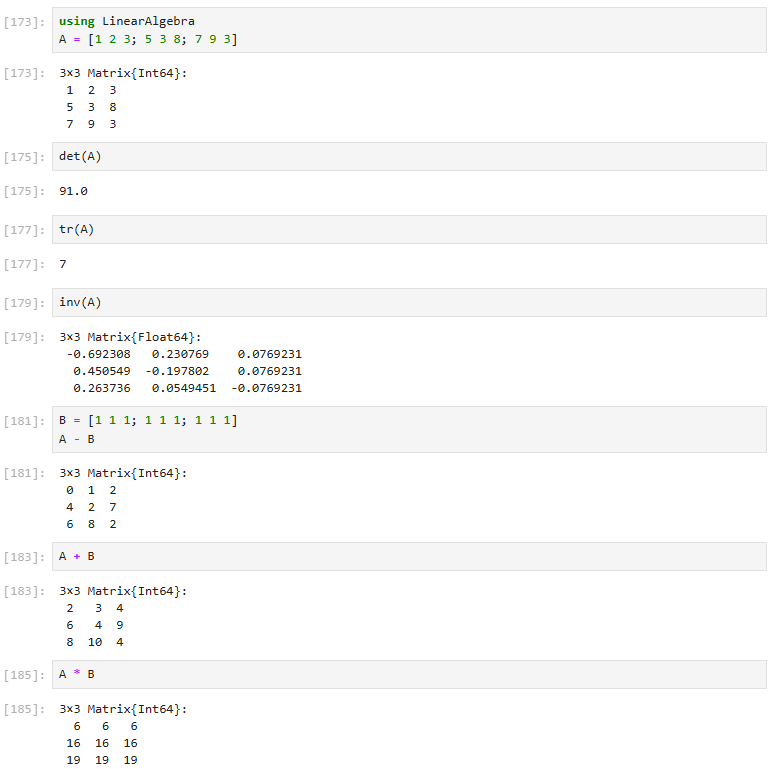 [173]: using LinearAlgebra
A = [1 2 3; 5 3 8; 7 9 3]
[173]: 3×3 Matrix{Int64}:
1 2 3
5 3 8
7 9 3
[175]: det(A)
[175]: 91.0
[177]: tr(A)
[177]: 7
[179]: inv(A)
[179]: 3×3 Matrix{Float64}:
-0.692308 0.230769 0.0769231
0.450549 -0.197802 0.0769231
0.263736 0.0549451 -0.0769231
[181]: B = [1 1 1; 1 1 1; 1 1 1]
A - B
[181]: 3×3 Matrix{Int64}:
0 1 2
4 2 7
6 8 2
[183]: A + B
[183]: 3×3 Matrix{Int64}:
2 3 4
6 4 9
8 10 4
[185]: A * B
[185]: 3×3 Matrix{Int64}:
6 6 6
16 16 16
19 19 19